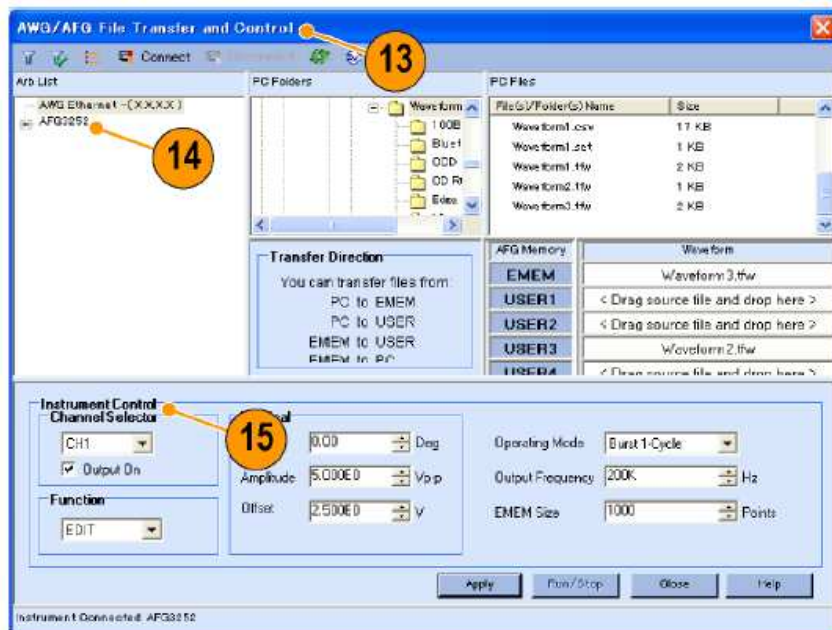 AWG/AFG File Transfer and Control
Connect
13
Arb List
PC Folders
PC Files
AWG Ethernet -(XXXX)
AFG3252
14
Waveform
100B
Bluet
ODD
OD R
Edes
File(s)/Folder(s) Name Size
Waveform1.csv 17 KB
Waveform1.set 1 KB
Waveform1.tfw 2 KB
Waveform2.tfw 1 KB
Waveform3.tfw 2 KB
Transfer Direction
You can transfer files from:
PC to EMEM
PC to USER
EMEM to USER
EMEM to PC
AFG Memory Waveform
EMEM Waveform3.tfw
USER1 < Drag source file and drop here >
USER2 < Drag source file and drop here >
USER3 Waveform2.tfw
USER4 < Drag source file and drop here >
Instrument Control
15
Channel Selector
CH1
Output On
Function
EDIT
0.00 Deg
Amplitude 5.000E0 Vp-p
Offset 2.500E0 V
Operating Mode Burst 1-Cycle
Output Frequency 200K Hz
EMEM Size 1000 Points
Apply Run/Stop Close Help
Instrument Connected AFG3252